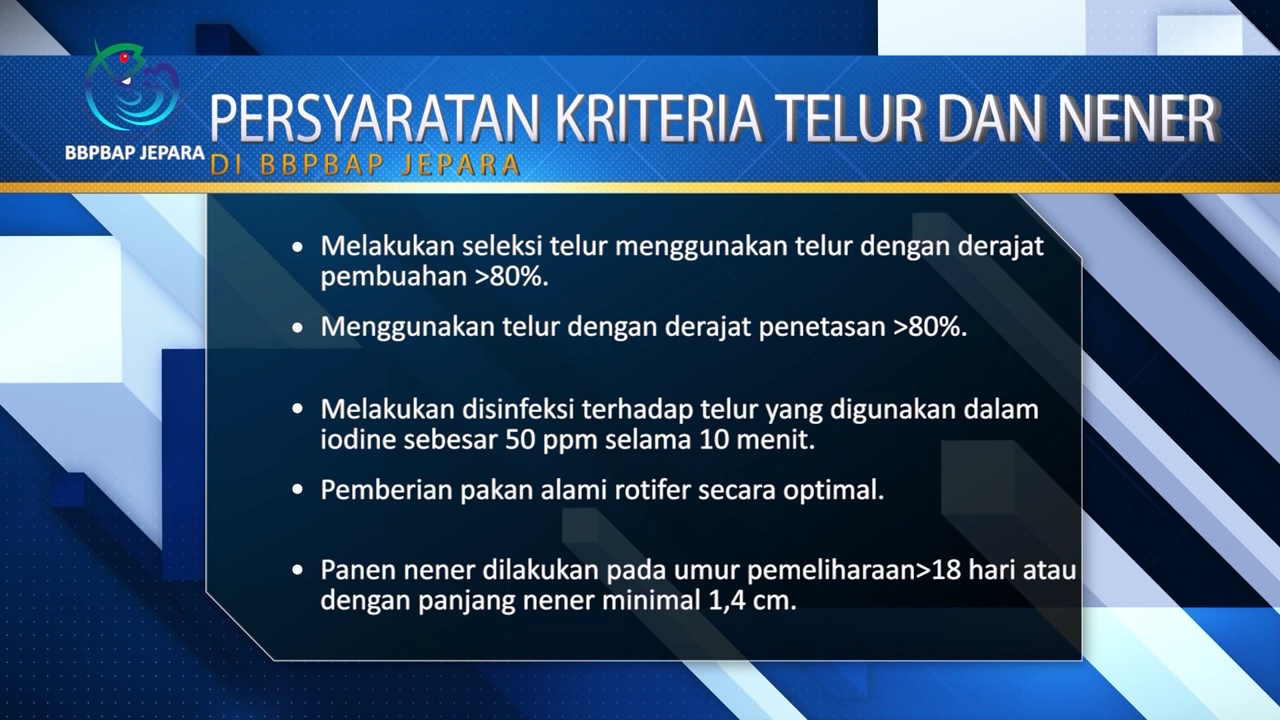 PERSYARATAN KRITERIA TELUR DAN NENER
BBPBAP JEPARA
DI BBPBAP JEPARA
• Melakukan seleksi telur menggunakan telur dengan derajat
pembuahan >80%.
• Menggunakan telur dengan derajat penetasan >80%.
• Melakukan disinfeksi terhadap telur yang digunakan dalam
iodine sebesar 50 ppm selama 10 menit.
• Pemberian pakan alami rotifer secara optimal.
• Panen nener dilakukan pada umur pemeliharaan>18 hari atau
dengan panjang nener minimal 1,4 cm.